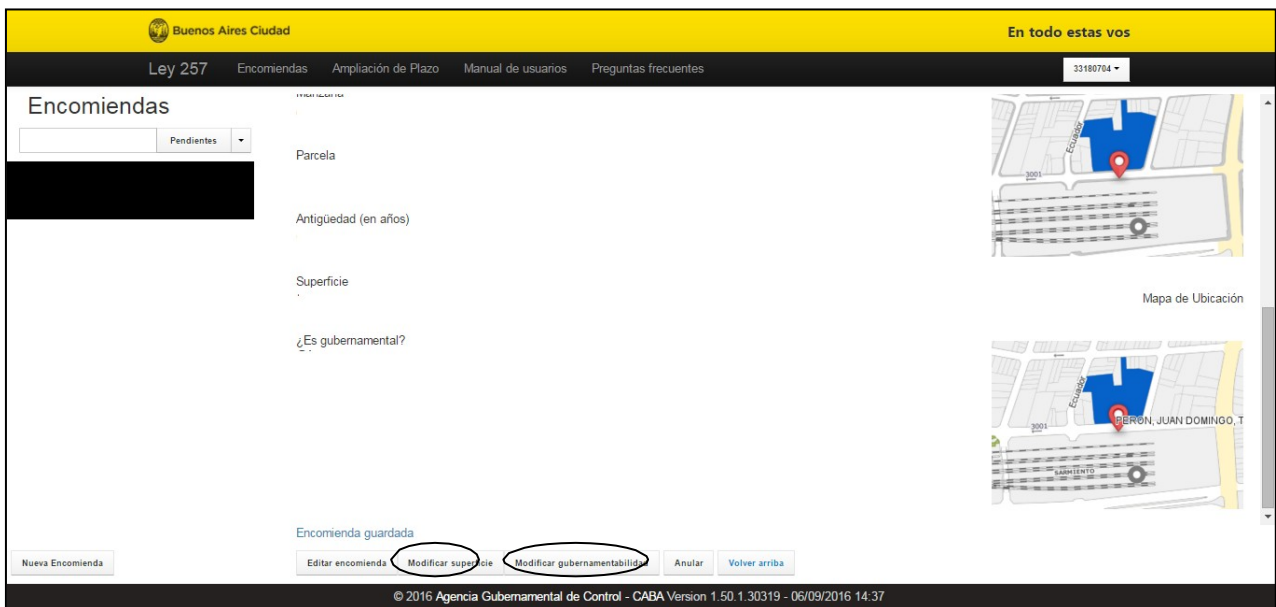 Buenos Aires Ciudad
En todo estas vos
Ley 257 Encomiendas Ampliación de Plazo Manual de usuarios Preguntas frecuentes 33180704
Encomiendas
Pendientes
Parcela
Antigüedad (en años)
Superficie
¿Es gubernamental?
Ecuador
3001
Mapa de Ubicación
Ecuador
3001
PERON, JUAN DOMINGO, T
SARMIENTO
Encomienda guardada
Nueva Encomienda
Editar encomienda Modificar superficie Modificar gubernamentabilidad Anular Volver arriba
© 2016 Agencia Gubernamental de Control - CABA Version 1.50.1.30319 - 06/09/2016 14:37